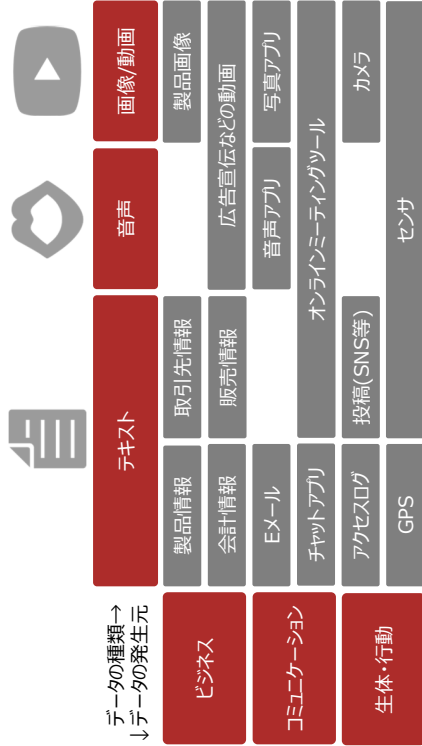 データの種類→
↓データの発生元
テキスト
音声
画像/動画
ビジネス
製品情報
取引先情報
製品画像
会計情報
販売情報
広告宣伝などの動画
コミュニケーション
Eメール
音声アプリ
写真アプリ
チャットアプリ
オンラインミーティングツール
生体・行動
アクセスログ
投稿(SNS等)
カメラ
GPS
センサ